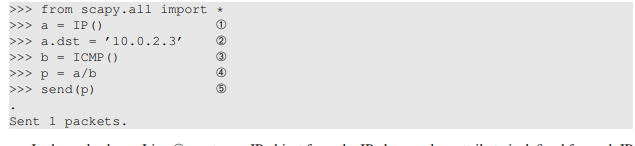 >>> from scapy.all import *
>>> a = IP() ①
>>> a.dst = ’10.0.2.3’ ②
>>> b = ICMP() ③
>>> p = a/b ④
>>> send(p) ⑤
.
Sent 1 packets.